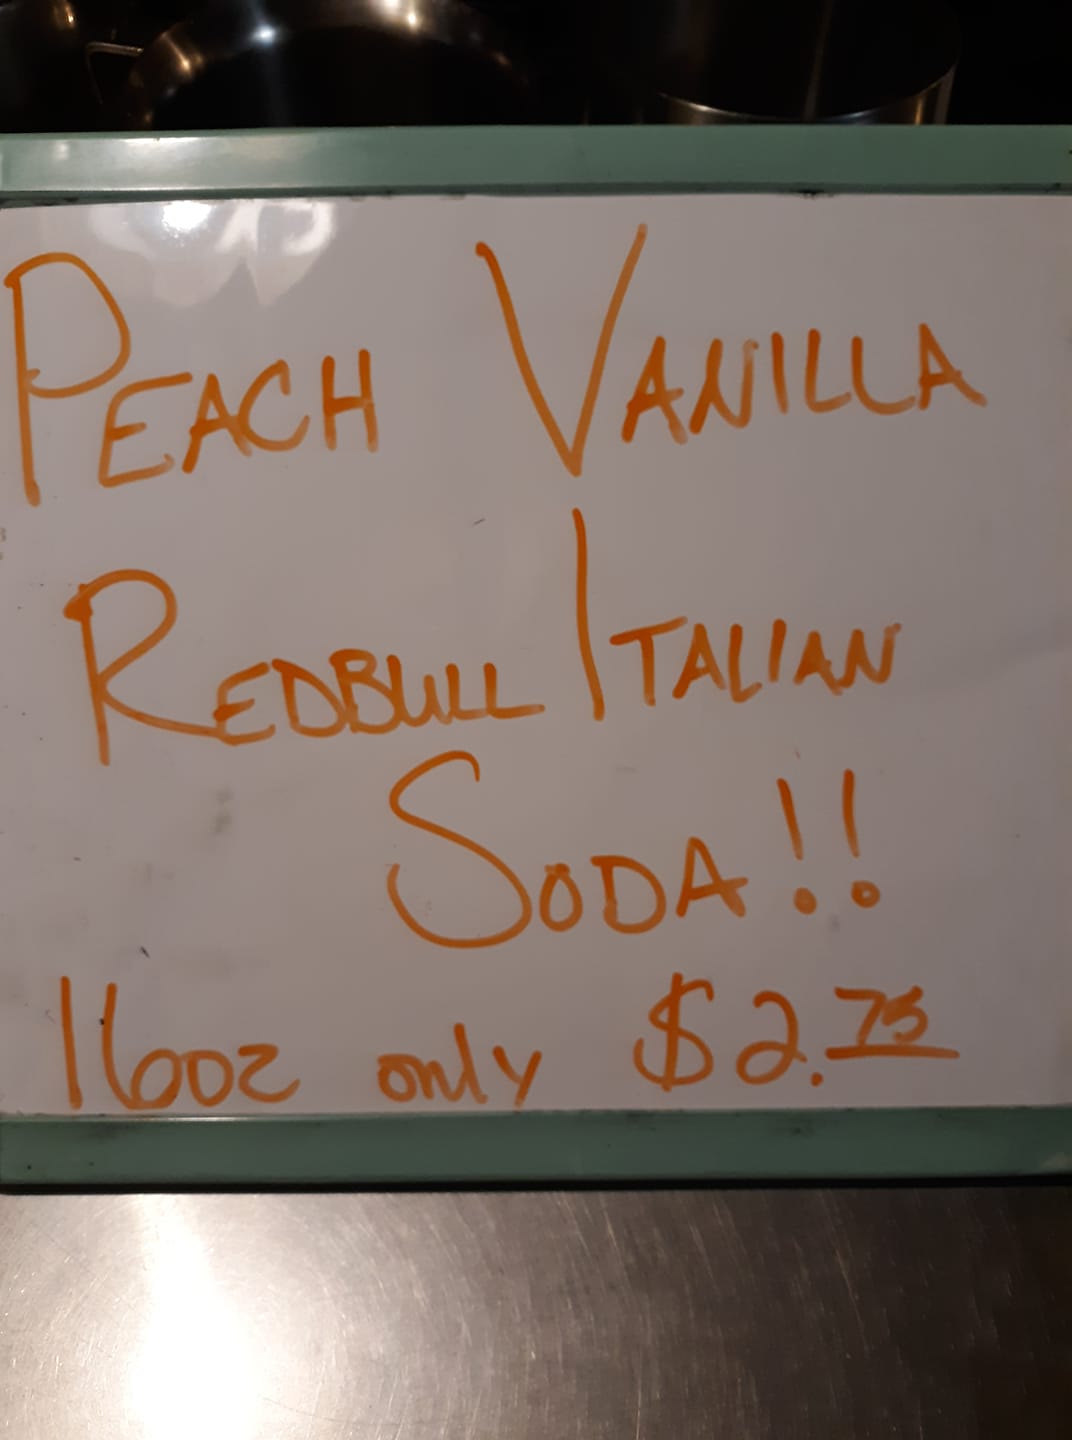 PEACH VANILLA
REDBULL ITALIAN
SODA!!
16oz only $2.75